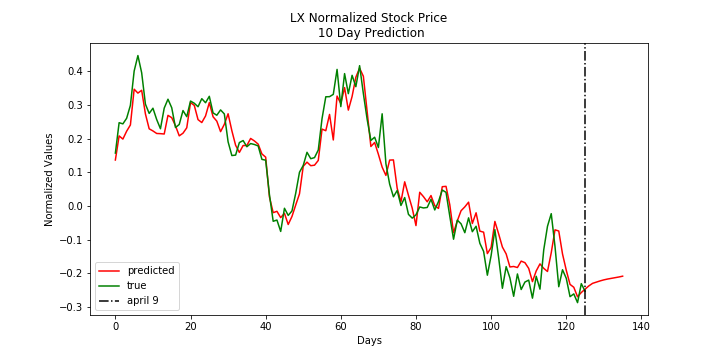 LX Normalized Stock Price
10 Day Prediction
0.4
0.3
0.2
0.1
0.0
−0.1
−0.2
−0.3
Normalized Values
predicted
true
april 9
0 20 40 60 80 100 120 140
Days